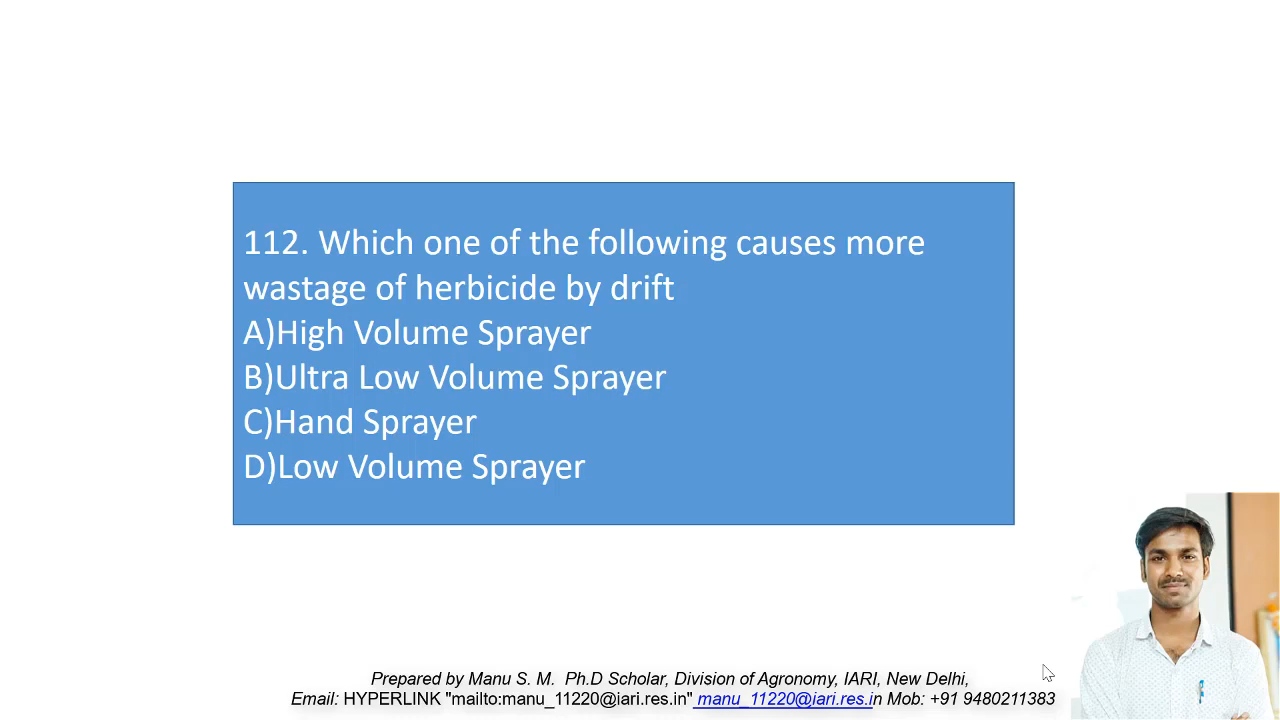 112. Which one of the following causes more
wastage of herbicide by drift
A)High Volume Sprayer
B)Ultra Low Volume Sprayer
C)Hand Sprayer
D)Low Volume Sprayer
Prepared by Manu S. M.  Ph.D Scholar, Division of Agronomy, IARI, New Delhi,
Email: HYPERLINK "mailto:manu_11220@iari.res.in" manu_11220@iari.res.in Mob: +91 9480211383